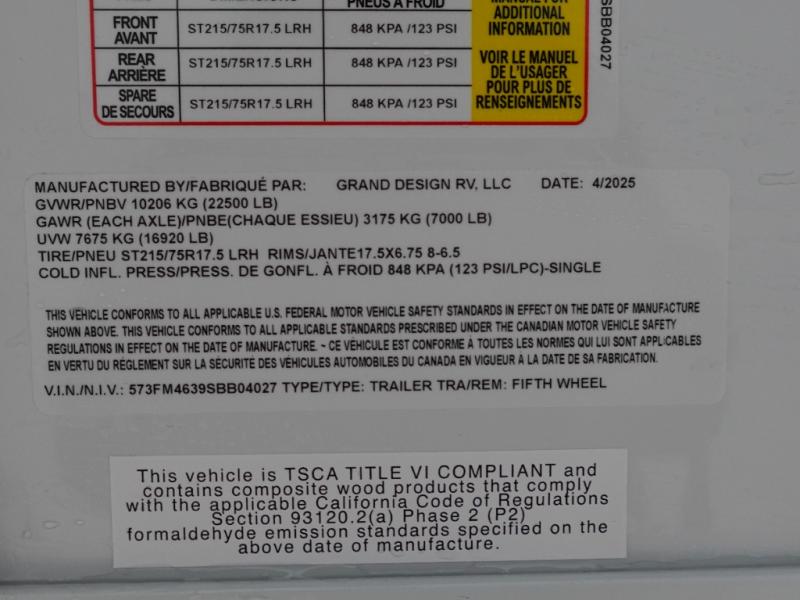 PNEUS À FROID
MANUAL FOR
ADDITIONAL
INFORMATION
FRONT
AVANT
ST215/75R17.5 LRH
848 KPA /123 PSI
REAR
ARRIÈRE
ST215/75R17.5 LRH
848 KPA /123 PSI
SPARE
DE SECOURS
ST215/75R17.5 LRH
848 KPA /123 PSI
VOIR LE MANUEL
DE L'USAGER
POUR PLUS DE
RENSEIGNEMENTS
SBB04027
MANUFACTURED BY/FABRIQUÉ PAR: GRAND DESIGN RV, LLC DATE: 4/2025
GVWR/PNBV 10206 KG (22500 LB)
GAWR (EACH AXLE)/PNBE(CHAQUE ESSIEU) 3175 KG (7000 LB)
UVW 7675 KG (16920 LB)
TIRE/PNEU ST215/75R17.5 LRH RIMS/JANTE17.5X6.75 8-6.5
COLD INFL. PRESS/PRESS. DE GONFL. À FROID 848 KPA (123 PSI/LPC)-SINGLE
THIS VEHICLE CONFORMS TO ALL APPLICABLE U.S. FEDERAL MOTOR VEHICLE SAFETY STANDARDS IN EFFECT ON THE DATE OF MANUFACTURE
SHOWN ABOVE. THIS VEHICLE CONFORMS TO ALL APPLICABLE STANDARDS PRESCRIBED UNDER THE CANADIAN MOTOR VEHICLE SAFETY
REGULATIONS IN EFFECT ON THE DATE OF MANUFACTURE. ~ CE VÉHICULE EST CONFORME À TOUTES LES NORMES QUI LUI SONT APPLICABLES
EN VERTU DU RÈGLEMENT SUR LA SÉCURITÉ DES VÉHICULES AUTOMOBILES DU CANADA EN VIGUEUR À LA DATE DE SA FABRICATION.
V.I.N./N.I.V.: 573FM4639SBB04027 TYPE/TYPE: TRAILER TRA/REM: FIFTH WHEEL
This vehicle is TSCA TITLE VI COMPLIANT and
contains composite wood products that comply
with the applicable California Code of Regulations
Section 93120.2(a) Phase 2 (P2)
formaldehyde emission standards specified on the
above date of manufacture.